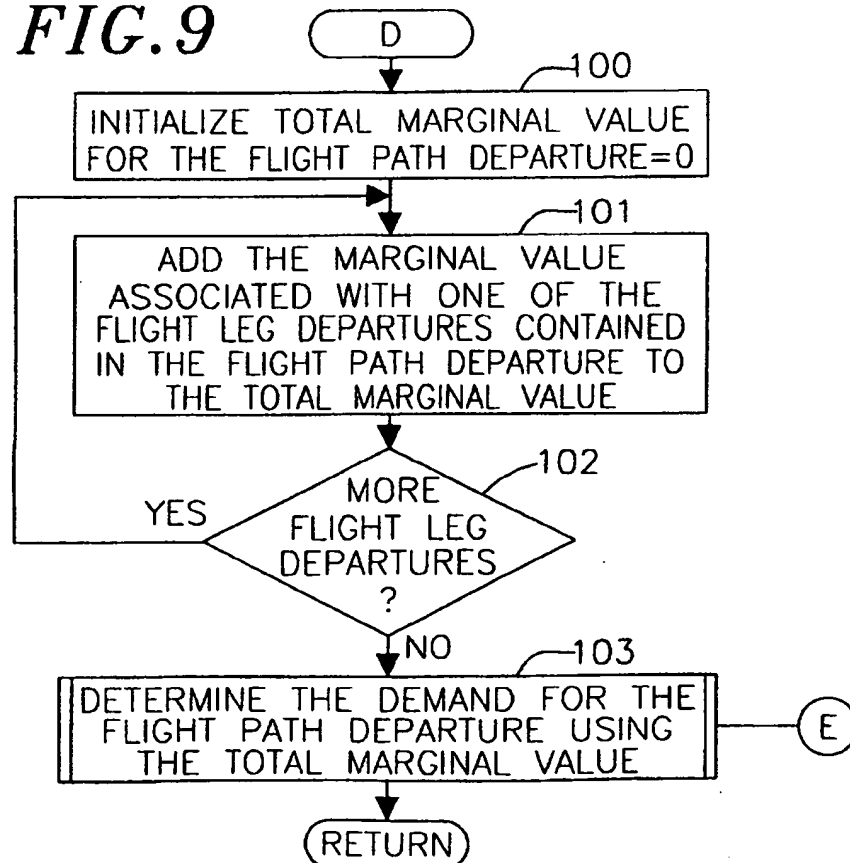 FIG.9
D
100
INITIALIZE TOTAL MARGINAL VALUE
FOR THE FLIGHT PATH DEPARTURE=0
101
ADD THE MARGINAL VALUE
ASSOCIATED WITH ONE OF THE
FLIGHT LEG DEPARTURES CONTAINED
IN THE FLIGHT PATH DEPARTURE TO
THE TOTAL MARGINAL VALUE
102
MORE
FLIGHT LEG
DEPARTURES
?
YES
NO
103
DETERMINE THE DEMAND FOR THE
FLIGHT PATH DEPARTURE USING
THE TOTAL MARGINAL VALUE
E
RETURN